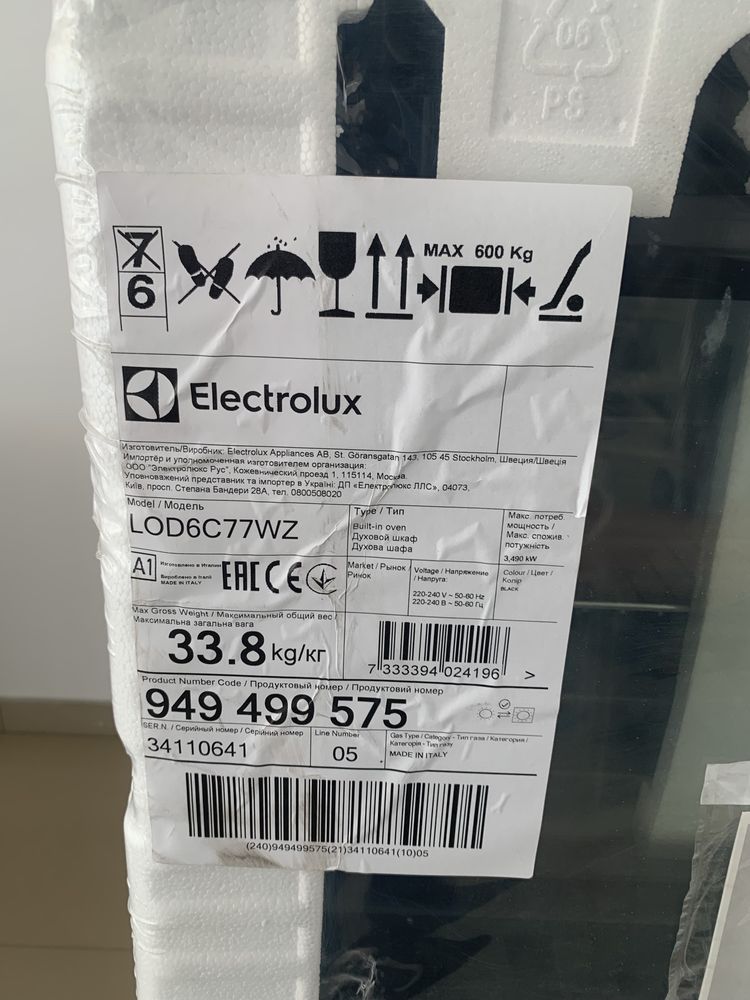 06
PS
7
6
MAX 600 Kg
Electrolux
Изготовитель/Виробник: Electrolux Appliances AB, St. Göransgatan 143, 105 45 Stockholm, Швеция/Швеція
Импортёр и уполномоченная изготовителем организация:
ООО "Электролюкс Рус", Кожевнический проезд 1, 115114, Москва
Уповноважений представник та імпортер в Україні: ДП «Електролюкс ЛЛС», 04073,
Київ, просп. Степана Бандери 28А, тел. 0800508020
Model / Модель
LOD6C77WZ
Type / Тип
Built-in oven
Духовой шкаф
Духова шафа
Макс. потреб.
мощность /
Макс. спожив.
потужність
3,490 kW
A1
Изготовлено в Италии
Вироблено в Італії
MADE IN ITALY
EAC CE
Market / Рынок /
Ринок
Voltage / Напряжение
/ Напруга
220-240 V ~ 50-60 Hz
220-240 В ~ 50-60 Гц
Colour / Цвет /
Колір
BLACK
Max Gross Weight / Максимальный общий вес /
Максимальна загальна вага
33.8 kg/кг
7 333394 024196 >
Product Number Code / Продуктовый номер / Продуктовий номер
949 499 575
SER.N. / Серийный номер / Серійний номер
34110641
Line Number
05
Gas Type / Category - Тип газа / Категория /
Категорія - Тип газу
MADE IN ITALY
(240)949499575(21)34110641(10)05